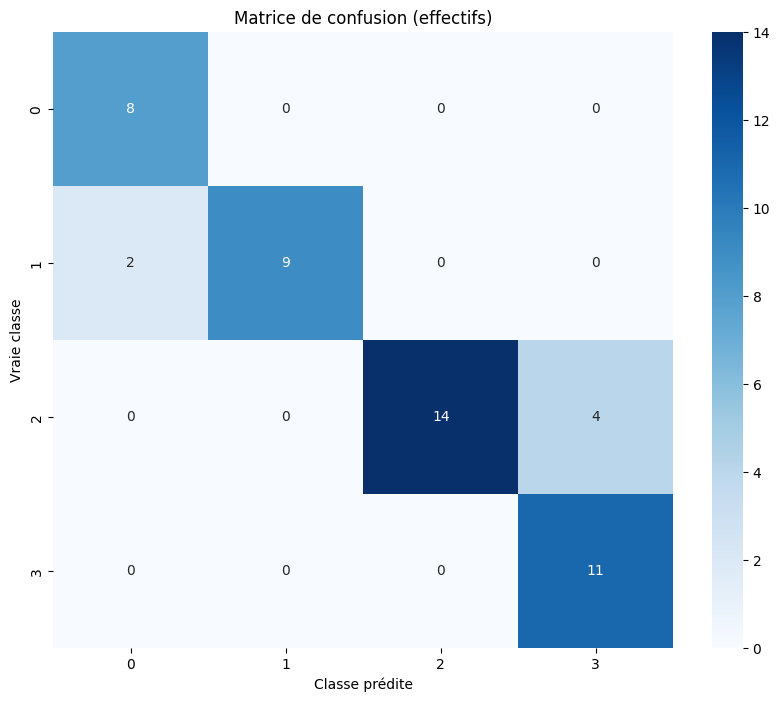 Matrice de confusion (effectifs)
0 8 0 0 0
1 2 9 0 0
2 0 0 14 4
3 0 0 0 11
0 1 2 3
Vraie classe
Classe prédite
14
12
10
8
6
4
2
0